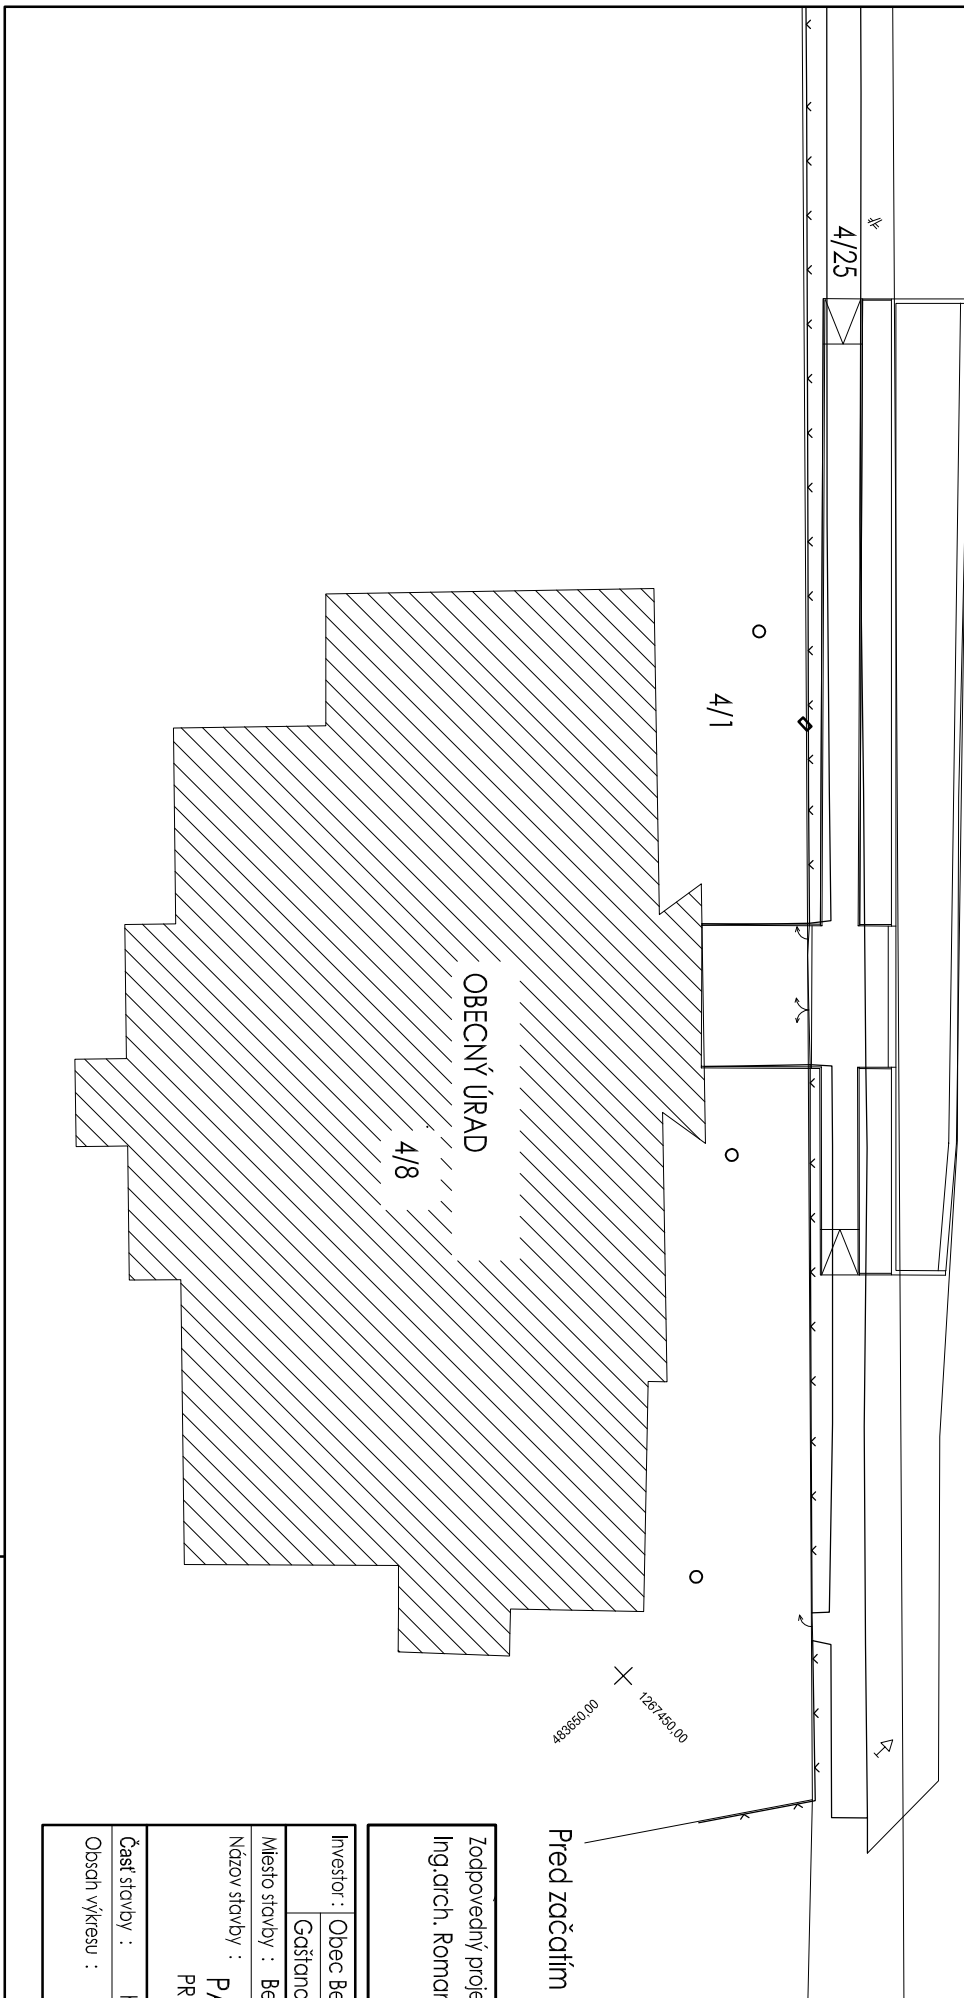 4/25
4/1
OBECNÝ ÚRAD
4/8
1267450,00
483650,00
Pred začatím
Zodpovedný proje
Ing.arch. Roman
Investor : Obec Be
Gaštano
Miesto stavby : Be
Názov stavby :
PR
Časť stavby :
Obsah výkresu :